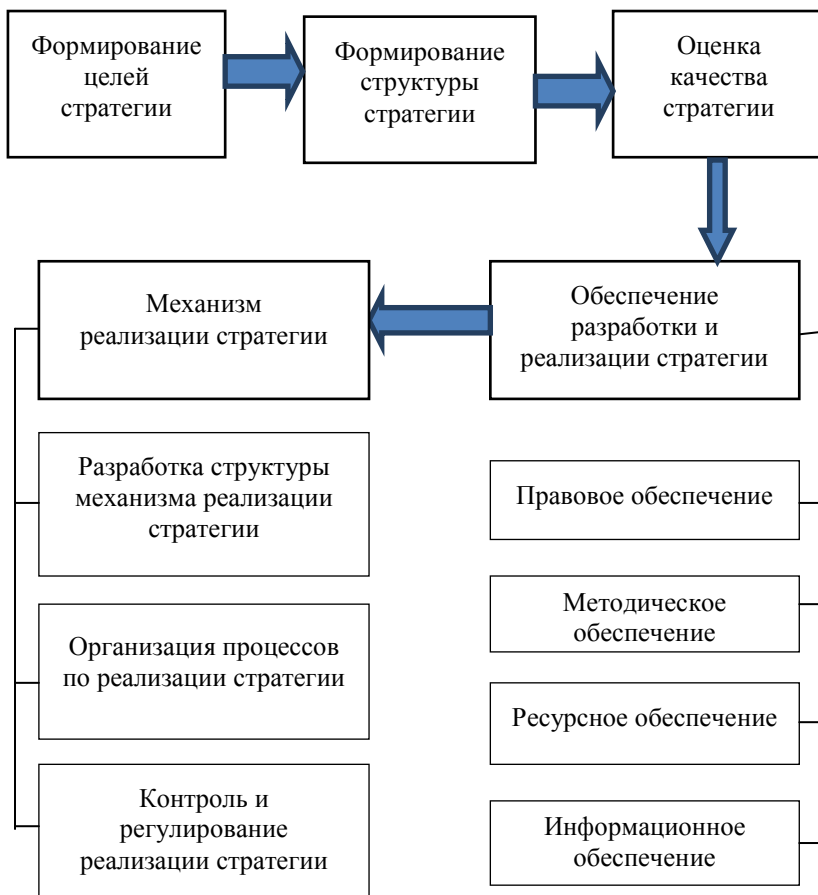 Формирование
целей
стратегии
Формирование
структуры
стратегии
Оценка
качества
стратегии
Механизм
реализации стратегии
Обеспечение
разработки и
реализации стратегии
Разработка структуры
механизма реализации
стратегии
Организация процессов
по реализации стратегии
Контроль и
регулирование
реализации стратегии
Правовое обеспечение
Методическое
обеспечение
Ресурсное обеспечение
Информационное
обеспечение